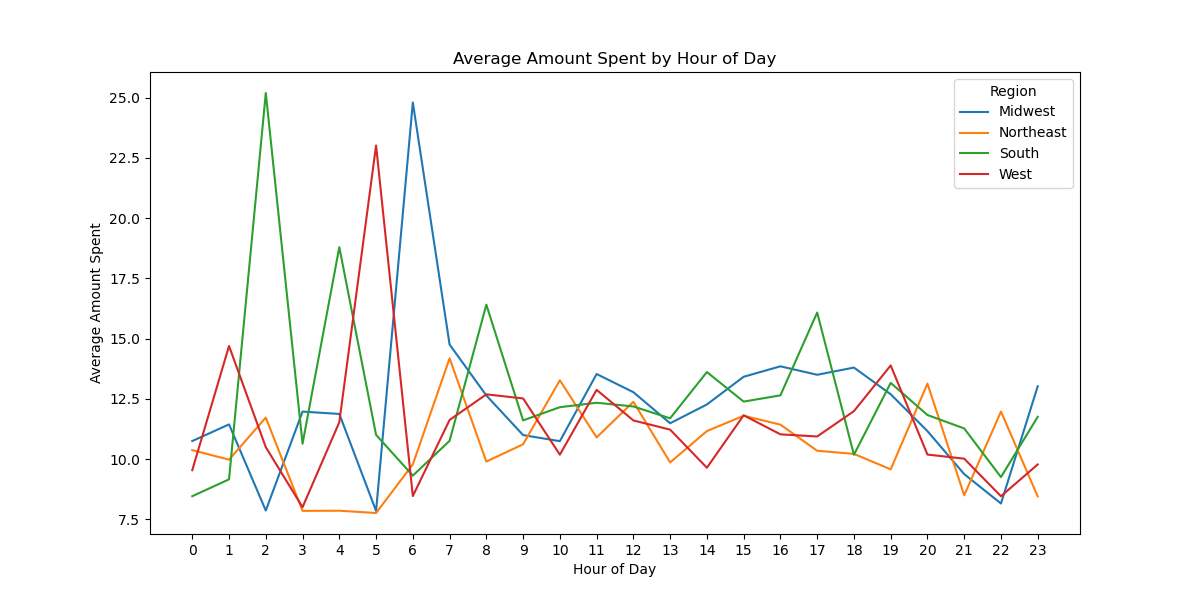 Average Amount Spent by Hour of Day
Region
Midwest
Northeast
South
West
25.0
22.5
20.0
17.5
15.0
12.5
10.0
7.5
Average Amount Spent
0 1 2 3 4 5 6 7 8 9 10 11 12 13 14 15 16 17 18 19 20 21 22 23
Hour of Day